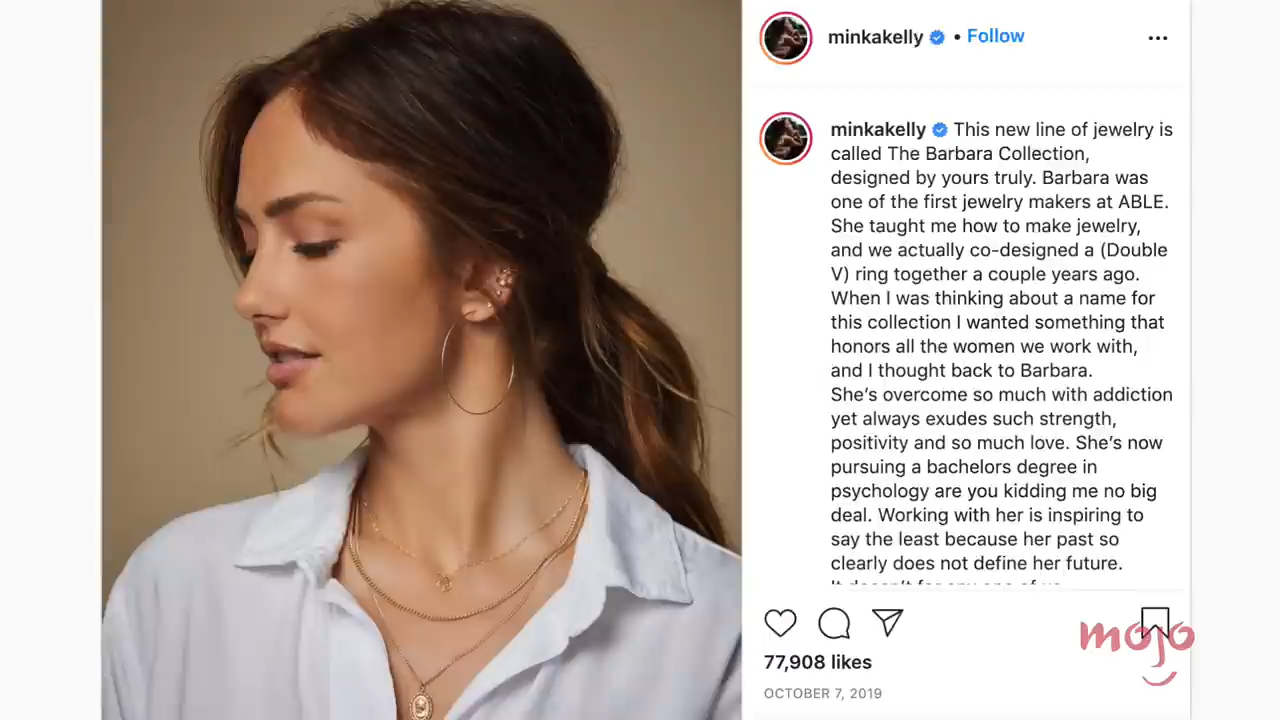 minkakelly • Follow
minkakelly This new line of jewelry is
called The Barbara Collection,
designed by yours truly. Barbara was
one of the first jewelry makers at ABLE.
She taught me how to make jewelry,
and we actually co-designed a (Double
V) ring together a couple years ago.
When I was thinking about a name for
this collection I wanted something that
honors all the women we work with,
and I thought back to Barbara.
She’s overcome so much with addiction
yet always exudes such strength,
positivity and so much love. She’s now
pursuing a bachelors degree in
psychology are you kidding me no big
deal. Working with her is inspiring to
say the least because her past so
clearly does not define her future.
mojo
77,908 likes
OCTOBER 7, 2019